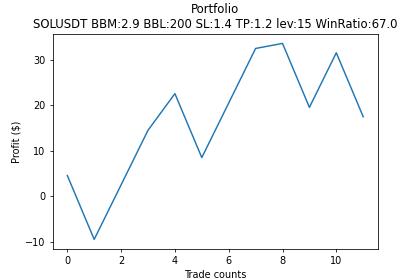 Portfolio
SOLUSDT BBM:2.9 BBL:200 SL:1.4 TP:1.2 lev:15 WinRatio:67.0
Profit ($)
30
20
10
0
−10
0 2 4 6 8 10
Trade counts